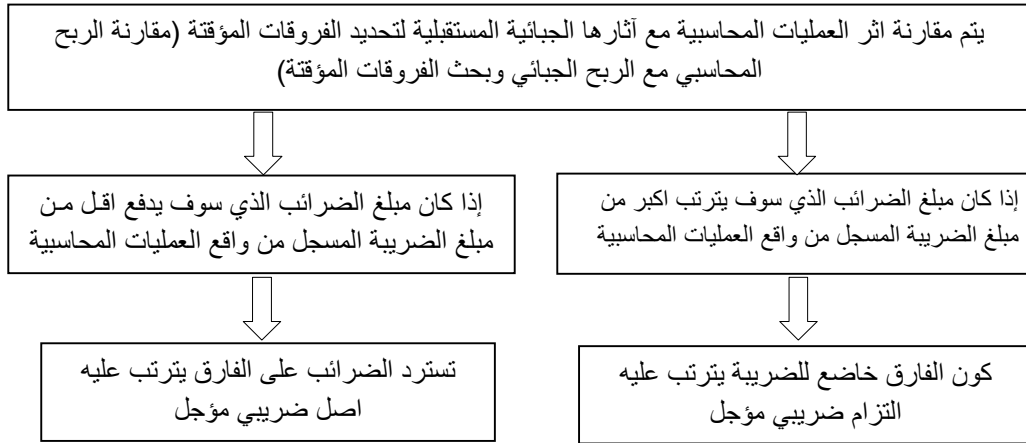 يتم مقارنة اثر العمليات المحاسبية مع آثارها الجبائية المستقبلية لتحديد الفروقات المؤقتة (مقارنة الربح
المحاسبي مع الربح الجبائي وبحث الفروقات المؤقتة)
إذا كان مبلغ الضرائب الذي سوف يترتب اكبر من
مبلغ الضريبة المسجل من واقع العمليات المحاسبية
إذا كان مبلغ الضرائب الذي سوف يدفع اقل من
مبلغ الضريبة المسجل من واقع العمليات المحاسبية
كون الفارق خاضع للضريبة يترتب عليه
التزام ضريبي مؤجل
تسترد الضرائب على الفارق يترتب عليه
اصل ضريبي مؤجل